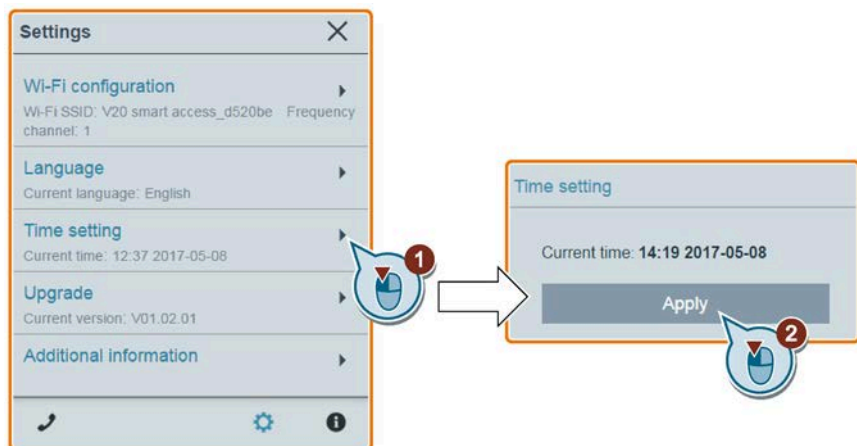 Settings
Wi-Fi configuration
Wi-Fi SSID: V20 smart access_d520be Frequency
channel: 1
Language
Current language: English
Time setting
Current time: 12:37 2017-05-08
1
Upgrade
Current version: V01.02.01
Additional information
Time setting
Current time: 14:19 2017-05-08
Apply
2